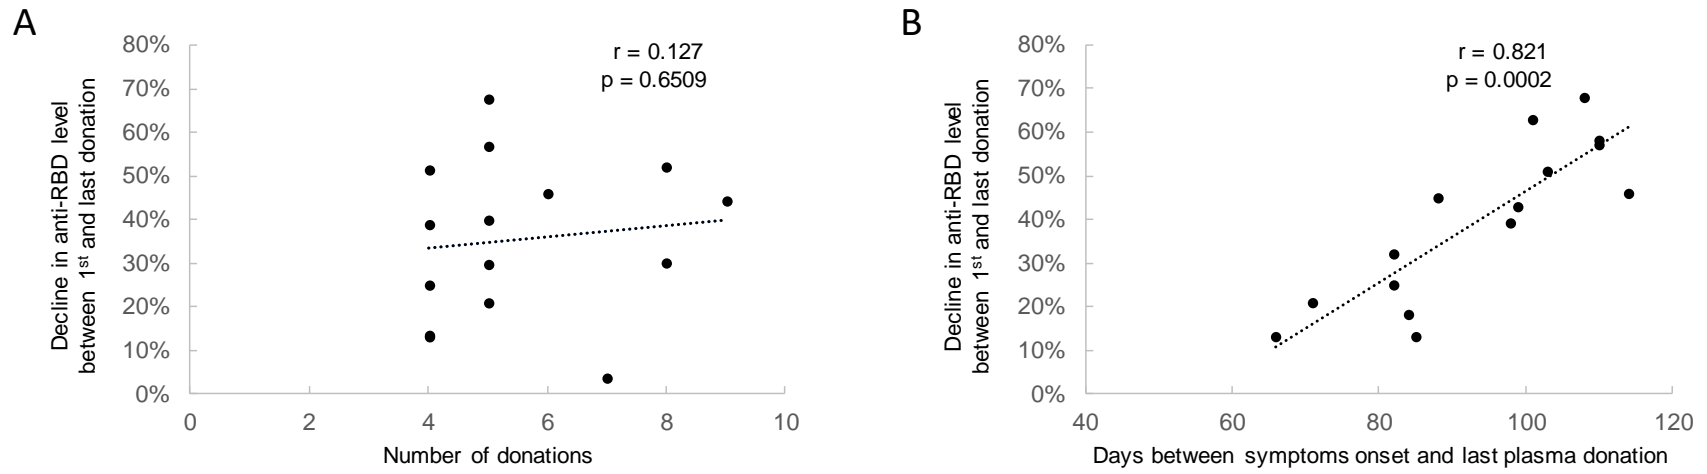 A
80%
70%
60%
50%
40%
30%
20%
10%
0%
Decline in anti-RBD level
between 1st and last donation
r = 0.127
p = 0.6509
0 2 4 6 8 10
Number of donations
B
80%
70%
60%
50%
40%
30%
20%
10%
0%
Decline in anti-RBD level
between 1st and last donation
r = 0.821
p = 0.0002
40 60 80 100 120
Days between symptoms onset and last plasma donation